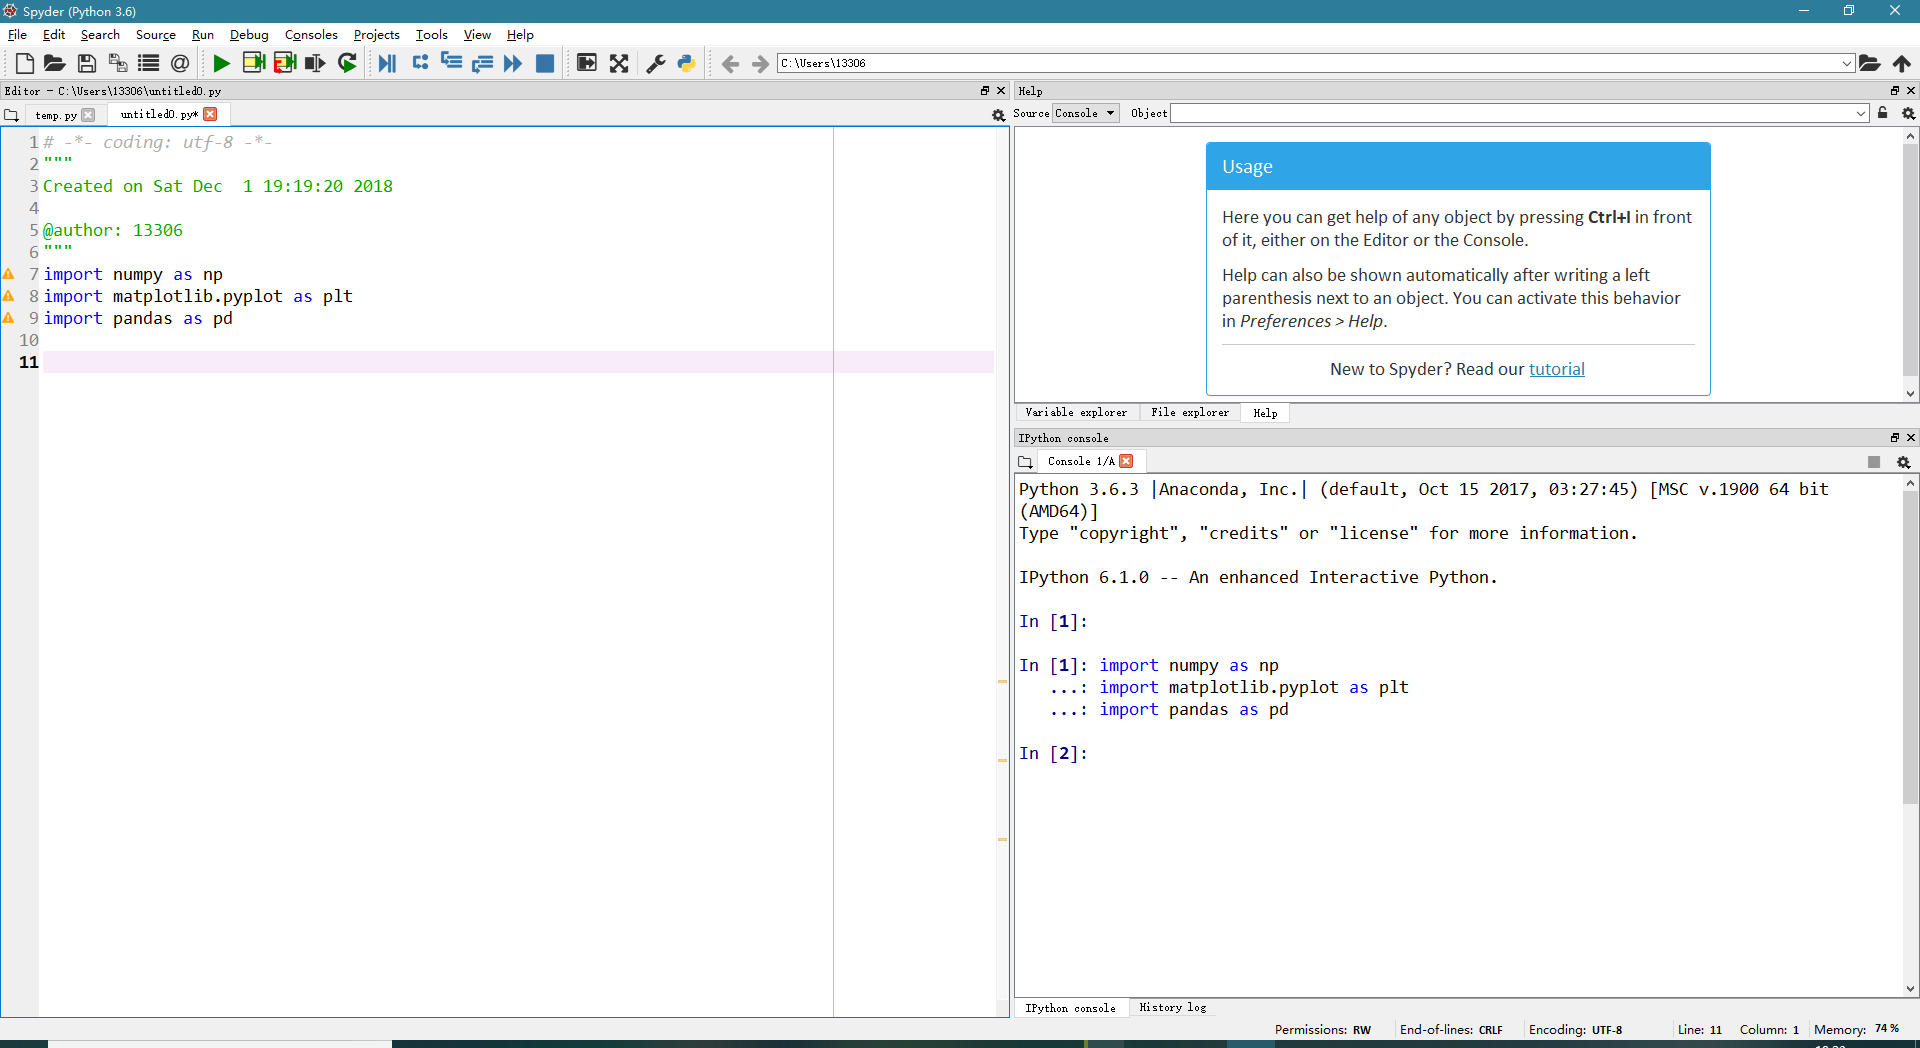 Spyder (Python 3.6)
File Edit Search Source Run Debug Consoles Projects Tools View Help
C:\Users\13306
Editor - C:\Users\13306\untitled0.py
temp.py untitled0.py*
1 # -*- coding: utf-8 -*-
2 """
3 Created on Sat Dec  1 19:19:20 2018
4
5 @author: 13306
6 """
7 import numpy as np
8 import matplotlib.pyplot as plt
9 import pandas as pd
10
11
Help
Source Console Object
Usage
Here you can get help of any object by pressing Ctrl+I in front
of it, either on the Editor or the Console.
Help can also be shown automatically after writing a left
parenthesis next to an object. You can activate this behavior
in Preferences > Help.
New to Spyder? Read our tutorial
Variable explorer File explorer Help
IPython console
Console 1/A
Python 3.6.3 |Anaconda, Inc.| (default, Oct 15 2017, 03:27:45) [MSC v.1900 64 bit
(AMD64)]
Type "copyright", "credits" or "license" for more information.
IPython 6.1.0 -- An enhanced Interactive Python.
In [1]:
In [1]: import numpy as np
...: import matplotlib.pyplot as plt
...: import pandas as pd
In [2]:
IPython console History log
Permissions: RW End-of-lines: CRLF Encoding: UTF-8 Line: 11 Column: 1 Memory: 74 %